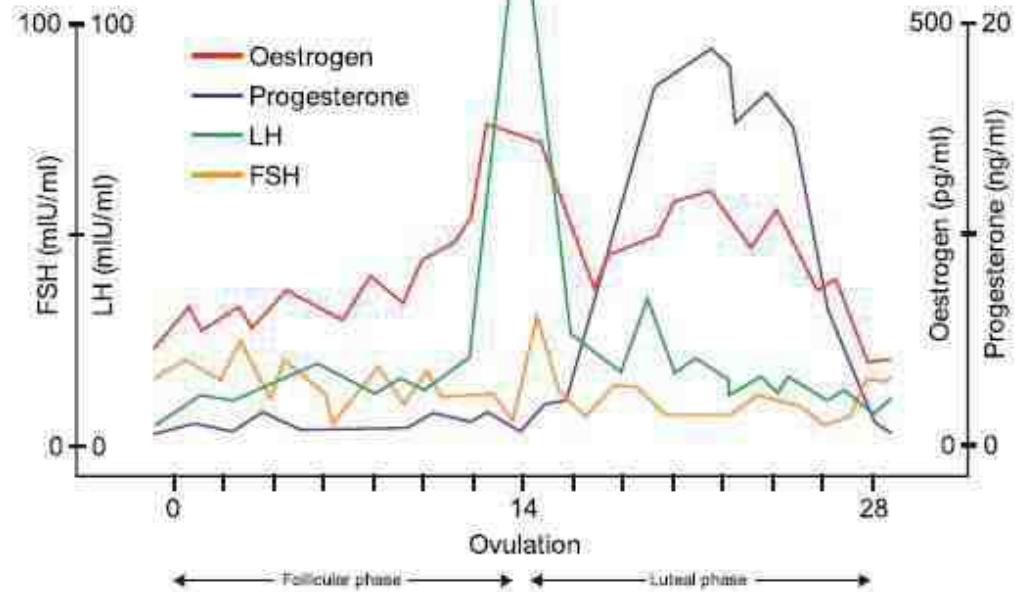 100 100
500 20
Oestrogen
Progesterone
LH
FSH
FSH (mIU/ml)
LH (mIU/ml)
Oestrogen (pg/ml)
Progesterone (ng/ml)
0 0
0 0
0 14 28
Ovulation
Follicular phase
Luteal phase